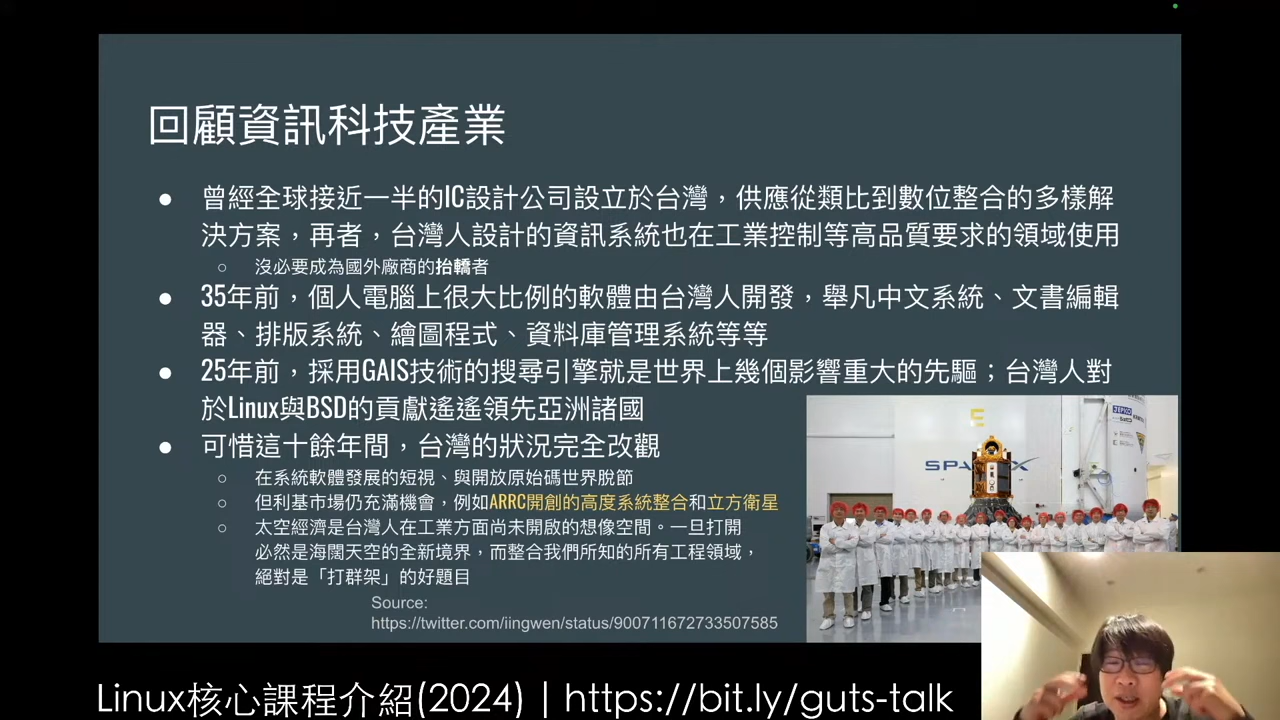 回顧資訊科技產業
● 曾經全球接近一半的IC設計公司設立於台灣，供應從類比到數位整合的多樣解
決方案，再者，台灣人設計的資訊系統也在工業控制等高品質要求的領域使用
○ 沒必要成為國外廠商的抬轎者
● 35年前，個人電腦上很大比例的軟體由台灣人開發，舉凡中文系統、文書編輯
器、排版系統、繪圖程式、資料庫管理系統等等
● 25年前，採用GAIS技術的搜尋引擎就是世界上幾個影響重大的先驅；台灣人對
於Linux與BSD的貢獻遙遙領先亞洲諸國
● 可惜這十餘年間，台灣的狀況完全改觀
○ 在系統軟體發展的短視、與開放原始碼世界脫節
○ 但利基市場仍充滿機會，例如ARRC開創的高度系統整合和立方衛星
○ 太空經濟是台灣人在工業方面尚未開啟的想像空間。一旦打開
必然是海闊天空的全新境界，而整合我們所知的所有工程領域，
絕對是「打群架」的好題目
Source:
https://twitter.com/iingwen/status/900711672733507585
SPACEX
Linux核心課程介紹(2024) | https://bit.ly/guts-talk